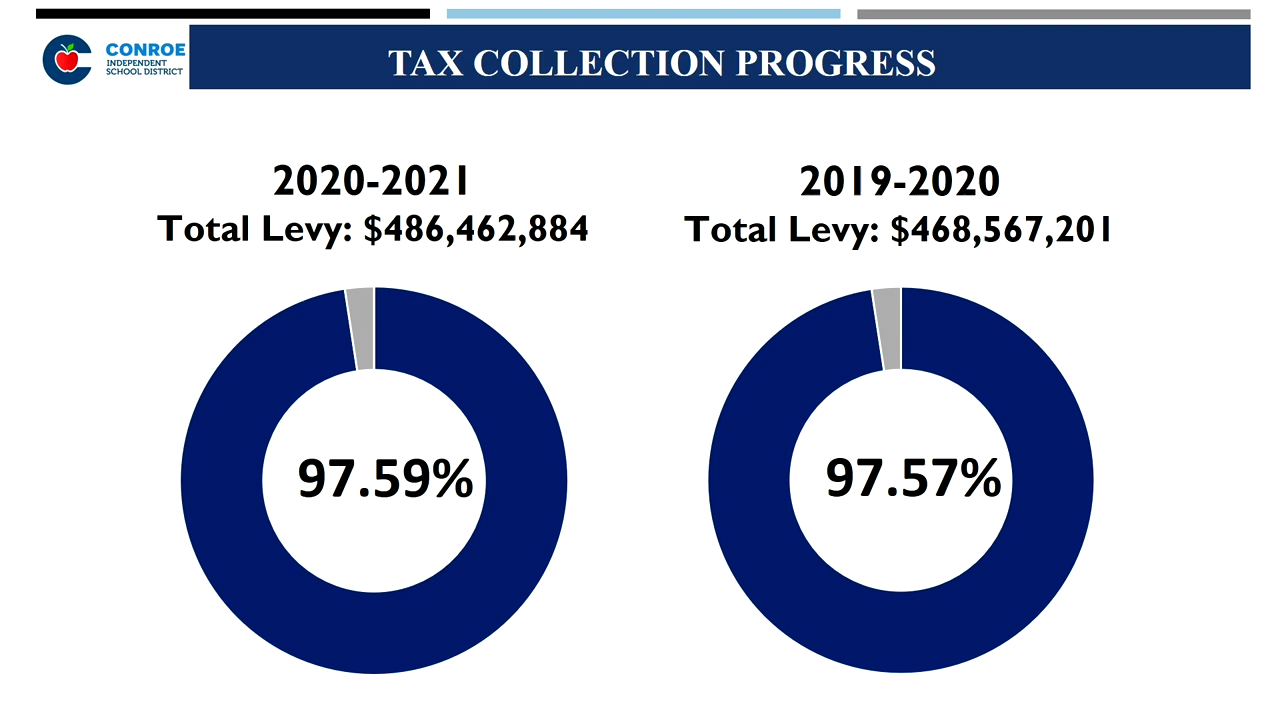 CONROE
INDEPENDENT
SCHOOL DISTRICT
TAX COLLECTION PROGRESS
2020-2021
Total Levy: $486,462,884
97.59%
2019-2020
Total Levy: $468,567,201
97.57%